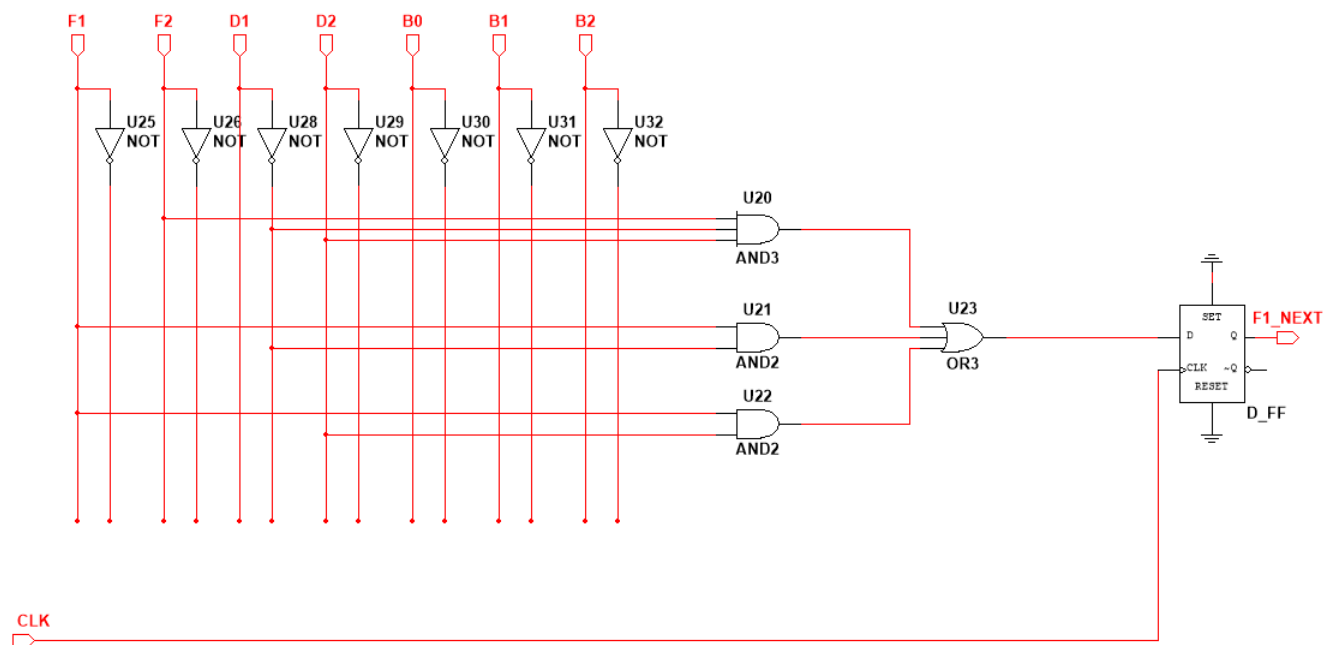 F1 F2 D1 D2 B0 B1 B2
U25 U26 U28 U29 U30 U31 U32
NOT NOT NOT NOT NOT NOT NOT
U20
AND3
U21
AND2
U22
AND2
U23
OR3
SET
D Q
CLK ~Q
RESET
F1_NEXT
D_FF
CLK